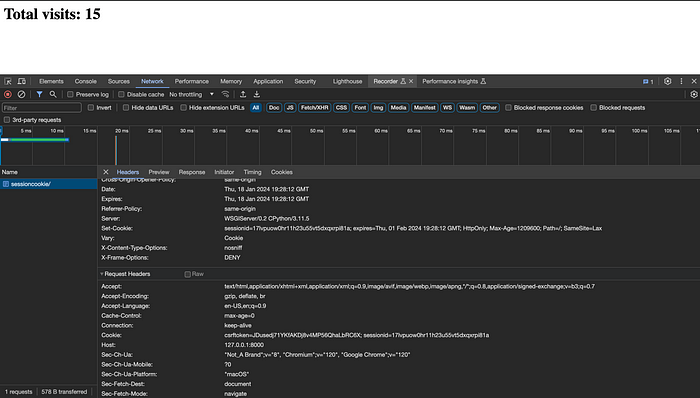 Total visits: 15
Elements Console Sources Network Performance Memory Application Security Lighthouse Recorder Performance insights 1
Preserve log Disable cache No throttling
Filter Invert Hide data URLs Hide extension URLs All Doc JS Fetch/XHR CSS Font Img Media Manifest WS Wasm Other Blocked response cookies Blocked requests
3rd-party requests
5 ms 10 ms 15 ms 20 ms 25 ms 30 ms 35 ms 40 ms 45 ms 50 ms 55 ms 60 ms 65 ms 70 ms 75 ms 80 ms 85 ms 90 ms 95 ms 100 ms 105 ms 11
Name Headers Preview Response Initiator Timing Cookies
sessioncookie/
Cross-Origin-Opener-Policy: same-origin
Date: Thu, 18 Jan 2024 19:28:12 GMT
Expires: Thu, 18 Jan 2024 19:28:12 GMT
Referrer-Policy: same-origin
Server: WSGIServer/0.2 CPython/3.11.5
Set-Cookie: sessionid=17lvpuow0hr11h23u55vt5dxqxrpi81a; expires=Thu, 01 Feb 2024 19:28:12 GMT; HttpOnly; Max-Age=1209600; Path=/; SameSite=Lax
Vary: Cookie
X-Content-Type-Options: nosniff
X-Frame-Options: DENY
Request Headers Raw
Accept: text/html,application/xhtml+xml,application/xml;q=0.9,image/avif,image/webp,image/apng,*/*;q=0.8,application/signed-exchange;v=b3;q=0.7
Accept-Encoding: gzip, deflate, br
Accept-Language: en-US,en;q=0.9
Cache-Control: max-age=0
Connection: keep-alive
Cookie: csrftoken=JDusedj71YKfAKDj8v4MP56QhaLbRC6X; sessionid=17lvpuow0hr11h23u55vt5dxqxrpi81a
Host: 127.0.0.1:8000
Sec-Ch-Ua: "Not_A Brand";v="8", "Chromium";v="120", "Google Chrome";v="120"
Sec-Ch-Ua-Mobile: ?0
Sec-Ch-Ua-Platform: "macOS"
Sec-Fetch-Dest: document
1 requests 578 B transferred Sec-Fetch-Mode: navigate